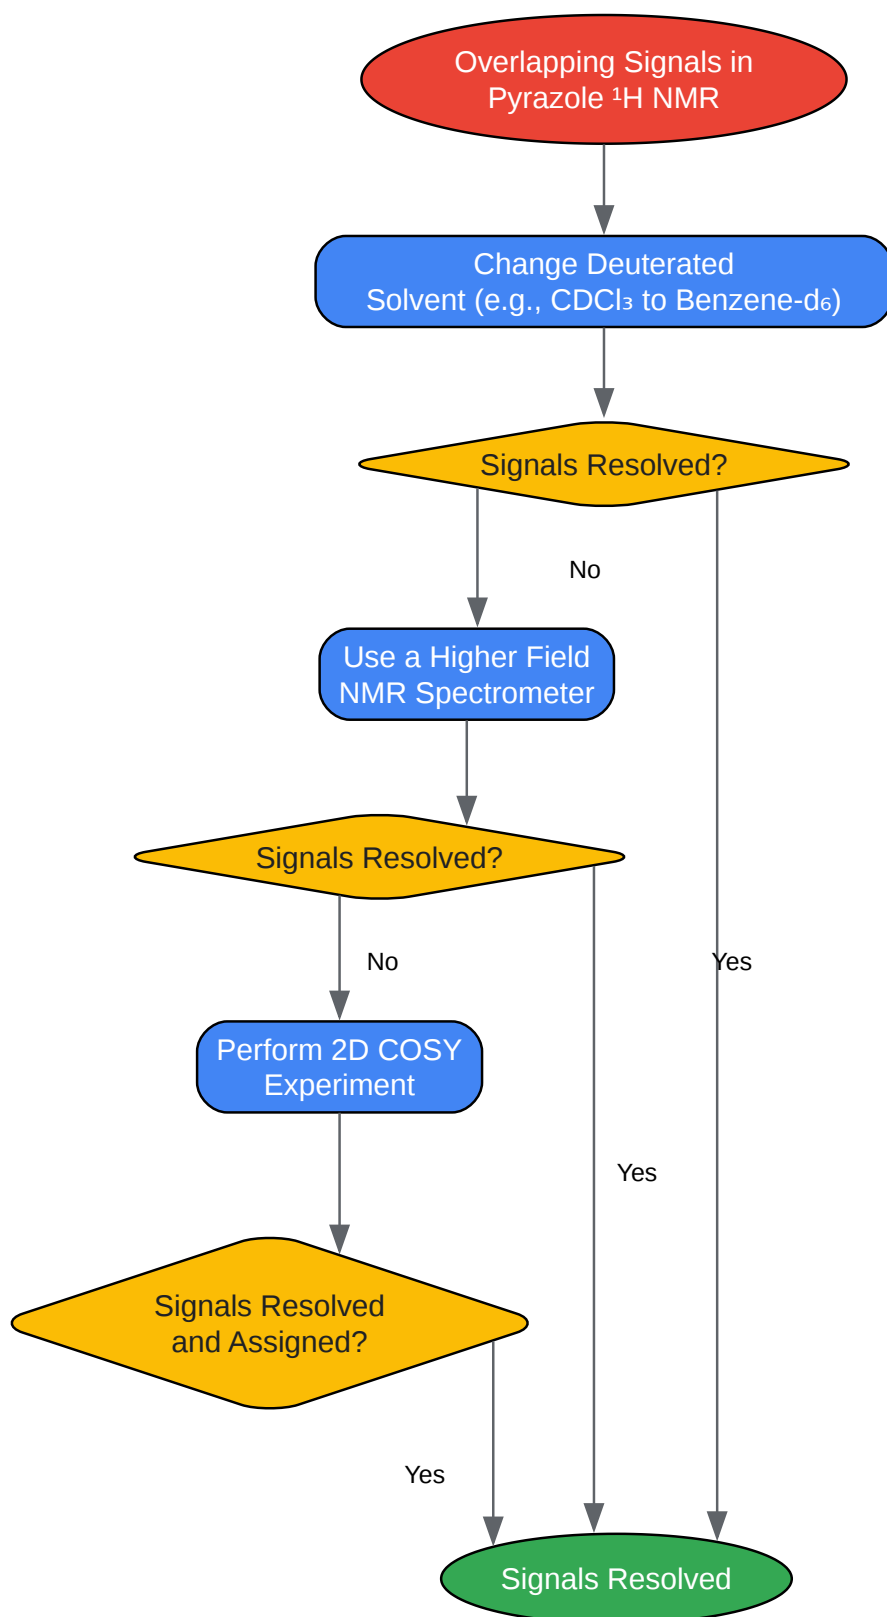 Overlapping Signals in
Pyrazole ¹H NMR
Change Deuterated
Solvent (e.g., CDCl₃ to Benzene-d₆)
Signals Resolved?
No
Use a Higher Field
NMR Spectrometer
Signals Resolved?
No
Yes
Perform 2D COSY
Experiment
Yes
Signals Resolved
and Assigned?
Yes
Signals Resolved